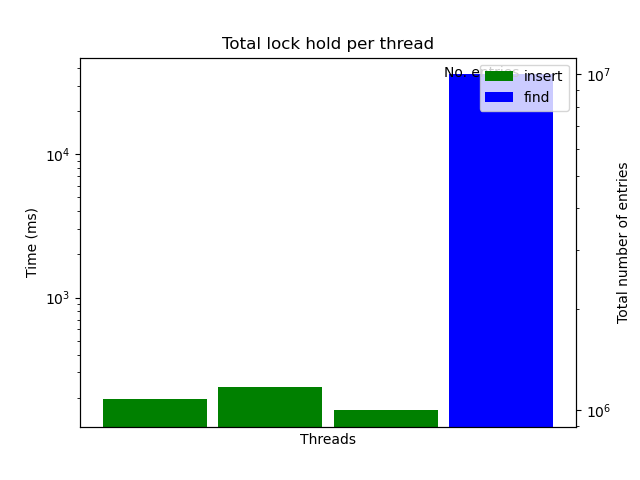 Total lock hold per thread
No. entries
insert
find
10^4
10^3
10^7
10^6
Time (ms)
Total number of entries
Threads